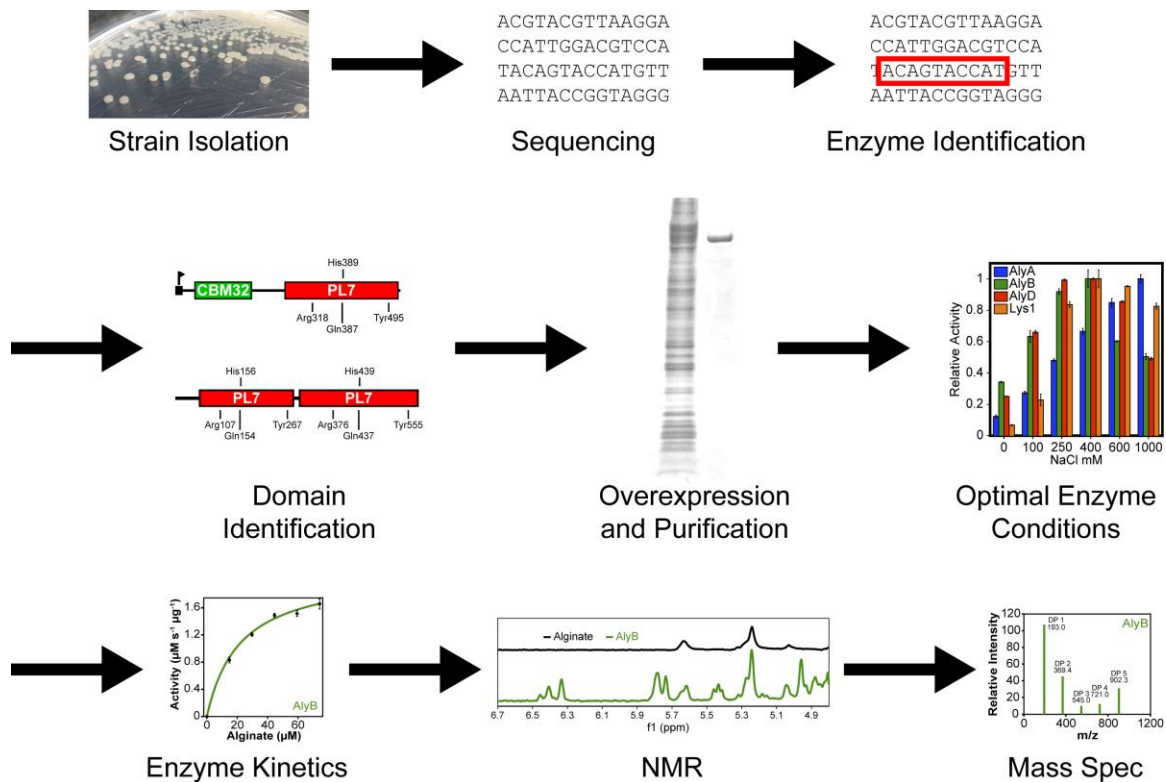 ACGTACGTTAAGGA
CCATTGGACGTCCA
TACAGTACCATGTT
AATTACCGGTAGGG
ACGTACGTTAAGGA
CCATTGGACGTCCA
TACAGTACCATGTT
AATTACCGGTAGGG
Strain Isolation
Sequencing
Enzyme Identification
His389
CBM32
PL7
Arg318
Gln387
Tyr495
His156
His439
PL7
PL7
Arg107
Gln154
Tyr267
Arg376
Gln437
Tyr555
Domain
Identification
Overexpression
and Purification
Relative Activity
1
0.8
0.6
0.4
0.2
0
AlyA
AlyB
AlyD
Lys1
0 100 250 400 600 1000
NaCl mM
Optimal Enzyme
Conditions
Activity (µM s⁻¹ µg⁻¹)
1.6
1.2
0.8
0.4
0
AlyB
0 20 40 60
Alginate (µM)
Enzyme Kinetics
Alginate
AlyB
6.7 6.5 6.3 6.1 5.9 5.7 5.5 5.3 5.1 4.9
f1 (ppm)
NMR
Relative Intensity
120
100
80
60
40
20
0
AlyB
DP 1
193.0
DP 2
369.4
DP 3
545.0
DP 4
721.0
DP 5
902.3
0 400 800 1200
m/z
Mass Spec